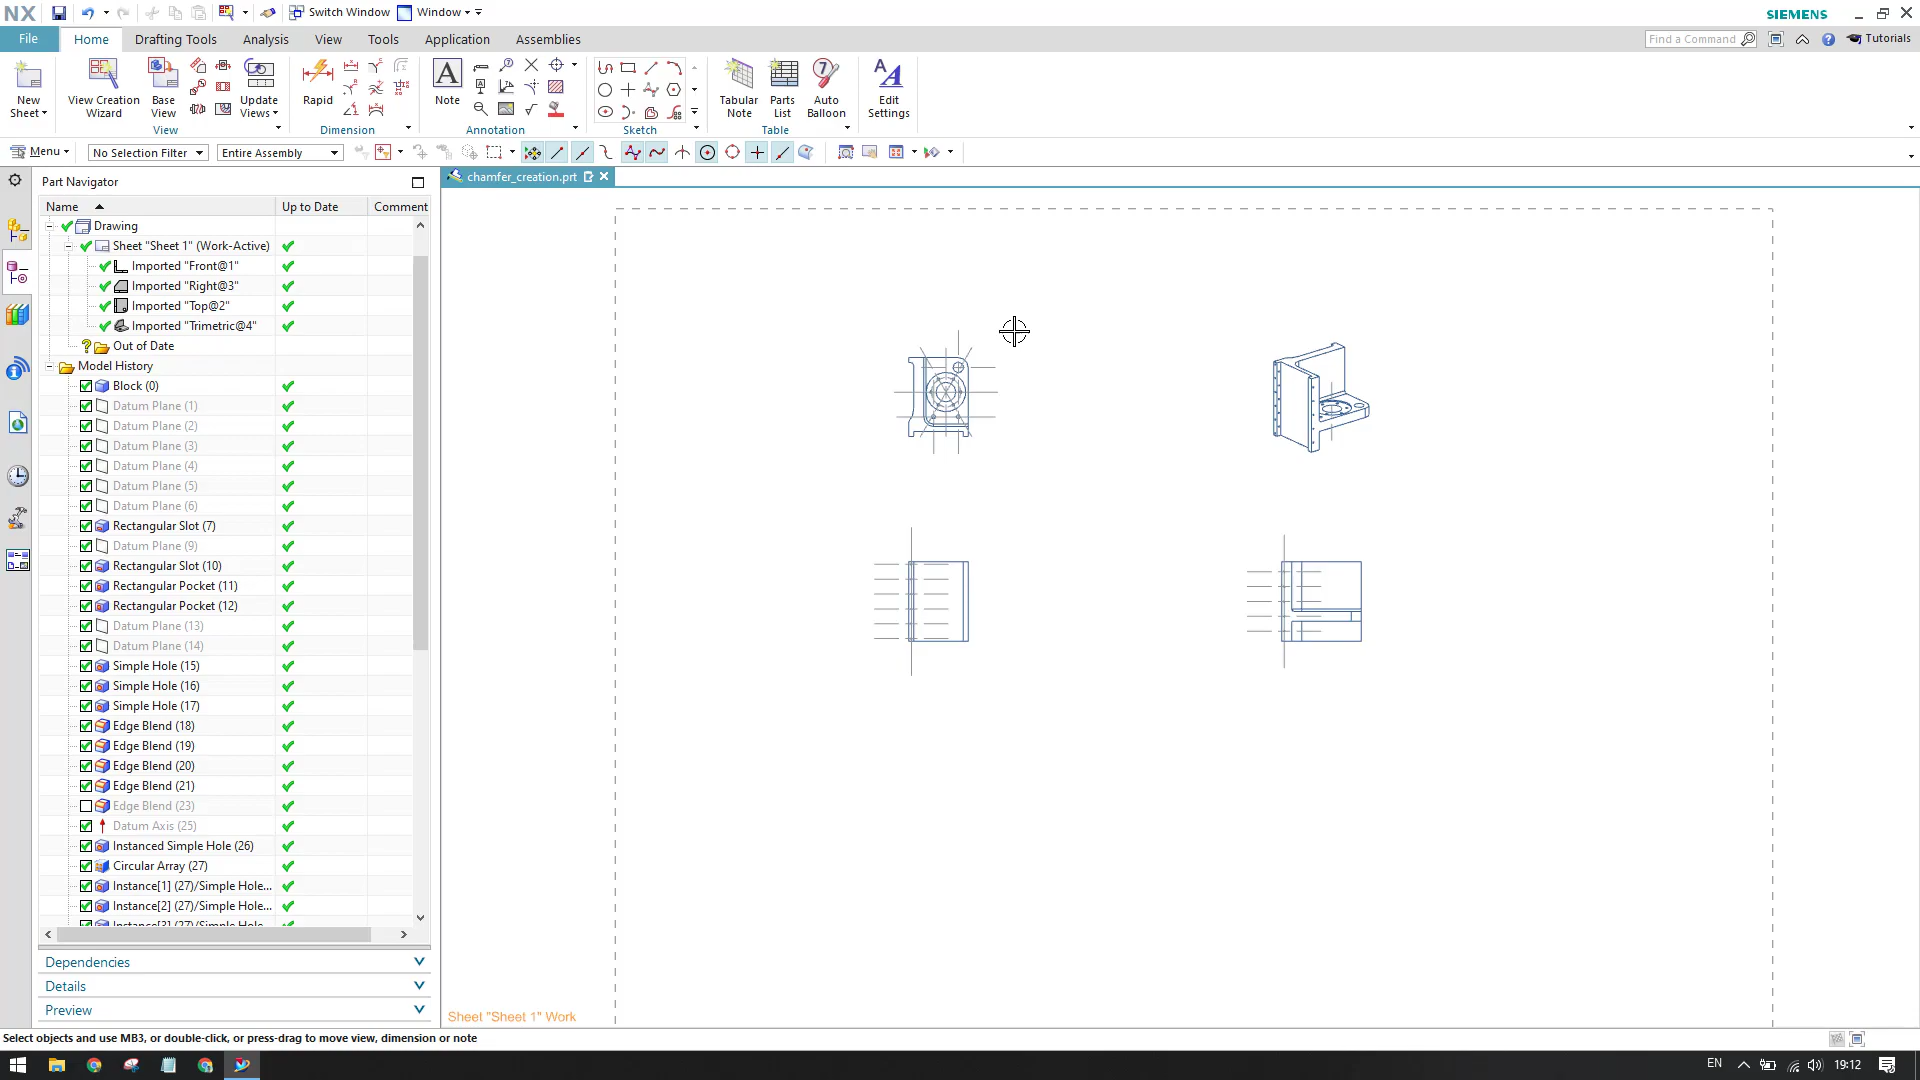 NX
Switch Window
Window
SIEMENS
File
Home
Drafting Tools
Analysis
View
Tools
Application
Assemblies
Find a Command
Tutorials
New
Sheet
View Creation
Wizard
Base
View
Update
Views
View
Rapid
Dimension
A
Note
Annotation
Sketch
Tabular
Note
Parts
List
7
Auto
Balloon
Table
A
Edit
Settings
Menu
No Selection Filter
Entire Assembly
Part Navigator
chamfer_creation.prt
Name
Up to Date
Comment
Drawing
Sheet "Sheet 1" (Work-Active)
Imported "Front@1"
Imported "Right@3"
Imported "Top@2"
Imported "Trimetric@4"
Out of Date
Model History
Block (0)
Datum Plane (1)
Datum Plane (2)
Datum Plane (3)
Datum Plane (4)
Datum Plane (5)
Datum Plane (6)
Rectangular Slot (7)
Datum Plane (9)
Rectangular Slot (10)
Rectangular Pocket (11)
Rectangular Pocket (12)
Datum Plane (13)
Datum Plane (14)
Simple Hole (15)
Simple Hole (16)
Simple Hole (17)
Edge Blend (18)
Edge Blend (19)
Edge Blend (20)
Edge Blend (21)
Edge Blend (23)
Datum Axis (25)
Instanced Simple Hole (26)
Circular Array (27)
Instance[1] (27)/Simple Hole...
Instance[2] (27)/Simple Hole...
Instance[3] (27)/Simple Hole...
Dependencies
Details
Preview
Sheet "Sheet 1" Work
Select objects and use MB3, or double-click, or press-drag to move view, dimension or note
EN
19:12